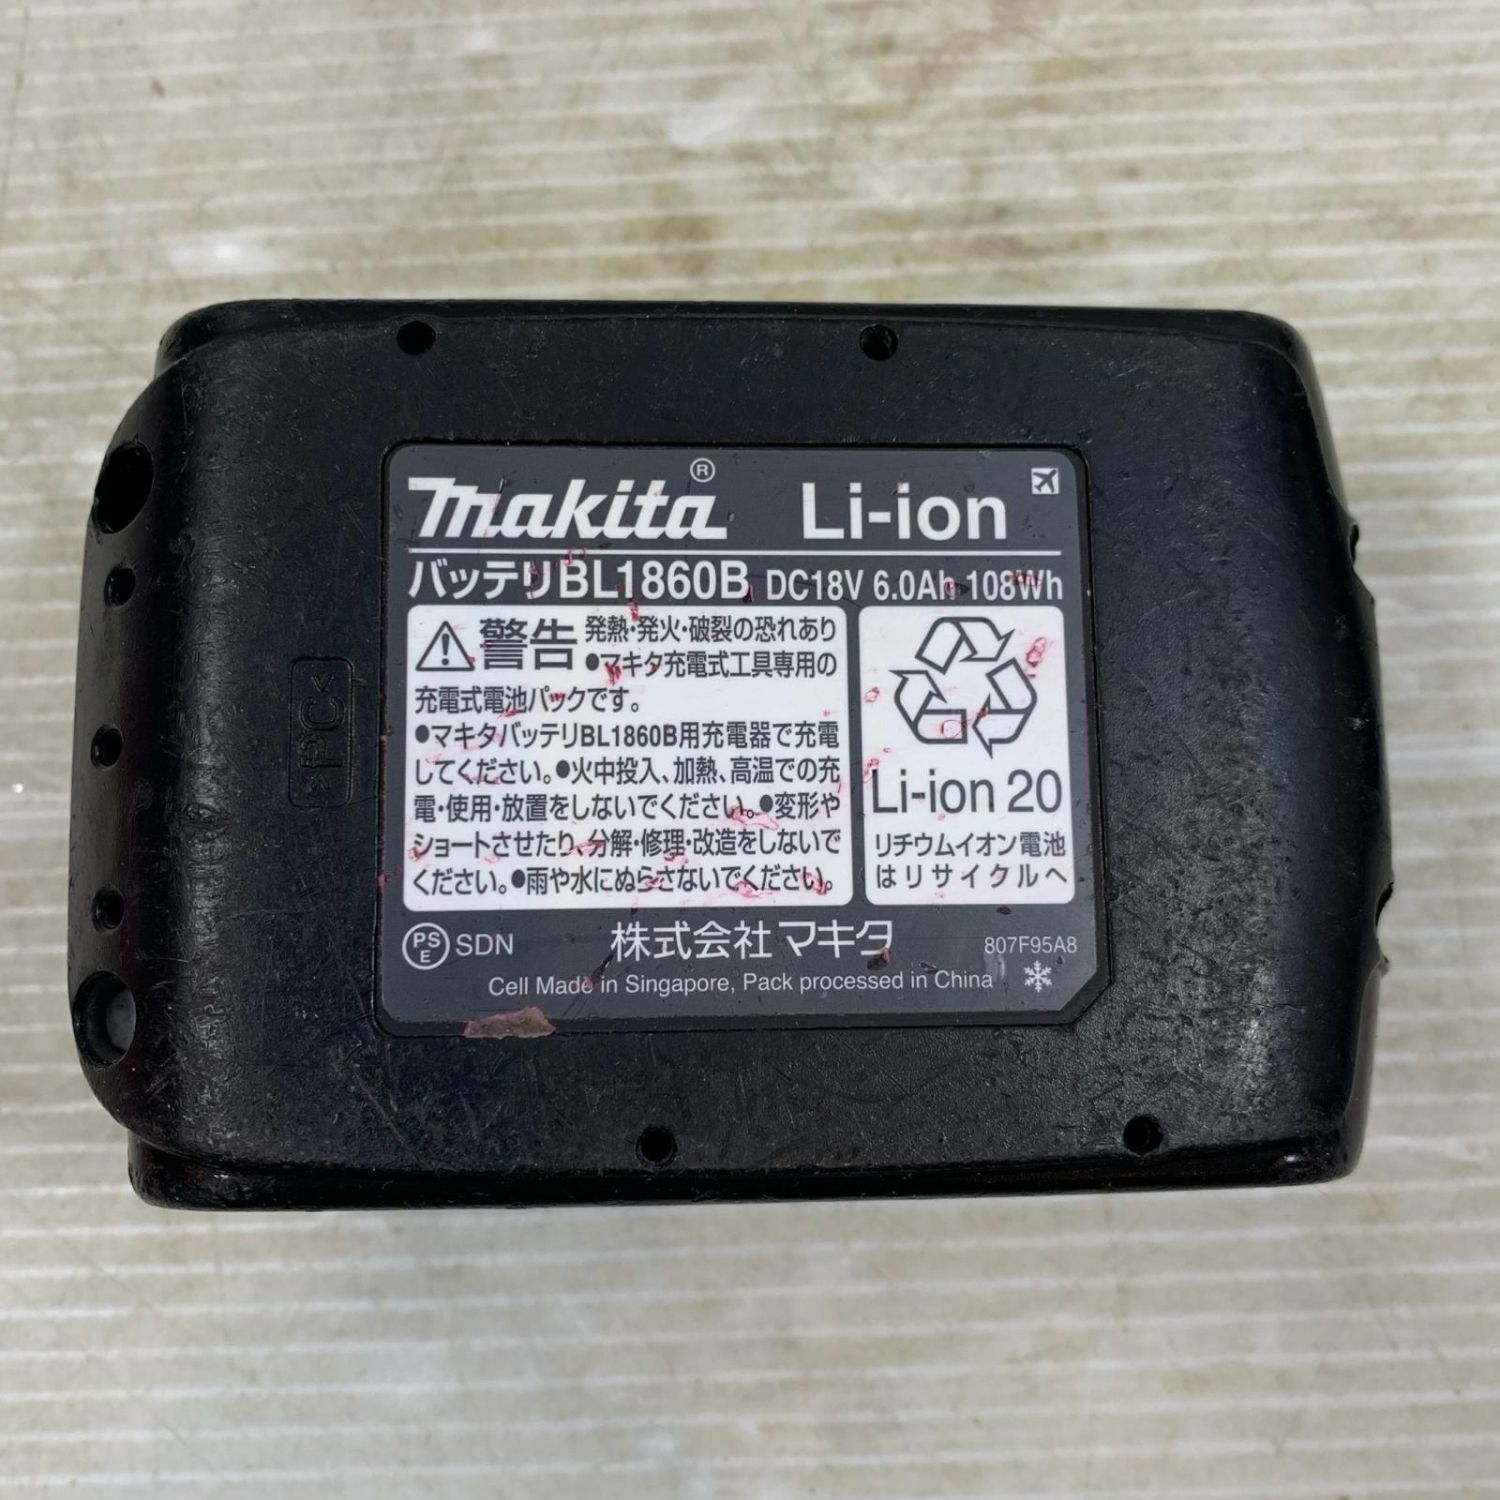 makita® Li-ion
バッテリBL1860B DC18V 6.0Ah 108Wh
警告 発熱・発火・破裂の恐れあり
●マキタ充電式工具専用の
充電式電池パックです。
●マキタバッテリBL1860B用充電器で充電
してください。●火中投入、加熱、高温での充
電・使用・放置をしないでください。●変形や
ショートさせたり、分解・修理・改造をしないで
ください。●雨や水にぬらさないでください。
Li-ion 20
リチウムイオン電池
はリサイクルへ
PSE SDN 株式会社マキタ 807F95A8
Cell Made in Singapore, Pack processed in China
>PC<